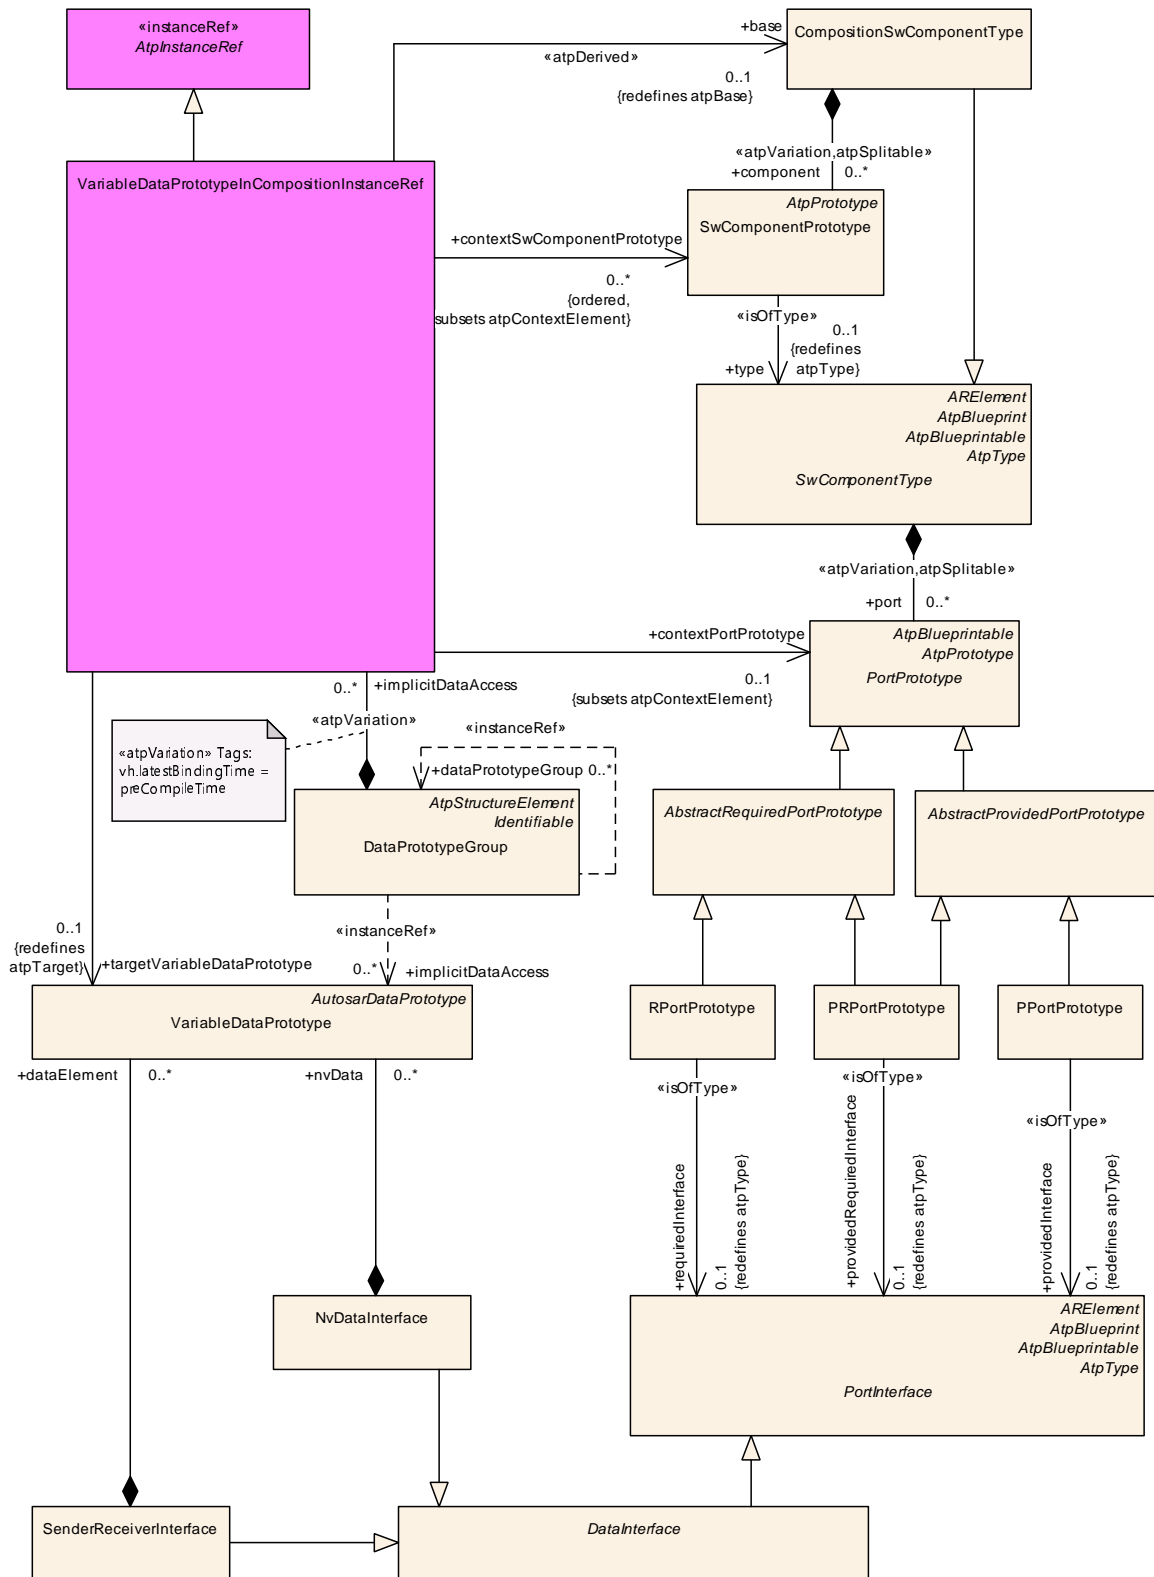 «instanceRef»
AtpInstanceRef
+base
CompositionSwComponentType
«atpDerived»
0..1
{redefines atpBase}
«atpVariation,atpSplitable»
+component
0..*
VariableDataPrototypeInCompositionInstanceRef
AtpPrototype
SwComponentPrototype
+contextSwComponentPrototype
0..*
{ordered,
subsets atpContextElement}
«isOfType»
0..1
{redefines
atpType}
+type
ARElement
AtpBlueprint
AtpBlueprintable
AtpType
SwComponentType
«atpVariation,atpSplitable»
+port
0..*
+contextPortPrototype
0..1
{subsets atpContextElement}
AtpBlueprintable
AtpPrototype
PortPrototype
0..*
+implicitDataAccess
«atpVariation»
«atpVariation» Tags:
vh.latestBindingTime =
preCompileTime
«instanceRef»
+dataPrototypeGroup 0..*
AtpStructureElement
Identifiable
DataPrototypeGroup
AbstractRequiredPortPrototype
AbstractProvidedPortPrototype
«instanceRef»
0..*
+implicitDataAccess
0..1
{redefines
atpTarget}
+targetVariableDataPrototype
AutosarDataPrototype
VariableDataPrototype
RPortPrototype
PRPortPrototype
PPortPrototype
+dataElement
0..*
+nvData
0..*
«isOfType»
«isOfType»
«isOfType»
+requiredInterface
0..1
{redefines atpType}
+providedRequiredInterface
0..1
{redefines atpType}
+providedInterface
0..1
{redefines atpType}
NvDataInterface
ARElement
AtpBlueprint
AtpBlueprintable
AtpType
PortInterface
SenderReceiverInterface
DataInterface